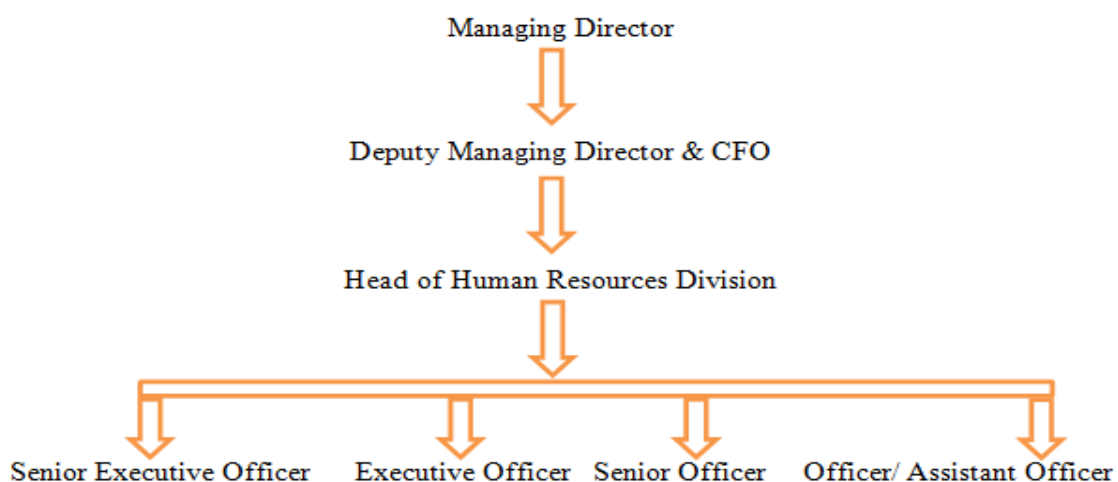 Managing Director
Deputy Managing Director & CFO
Head of Human Resources Division
Senior Executive Officer
Executive Officer
Senior Officer
Officer/ Assistant Officer